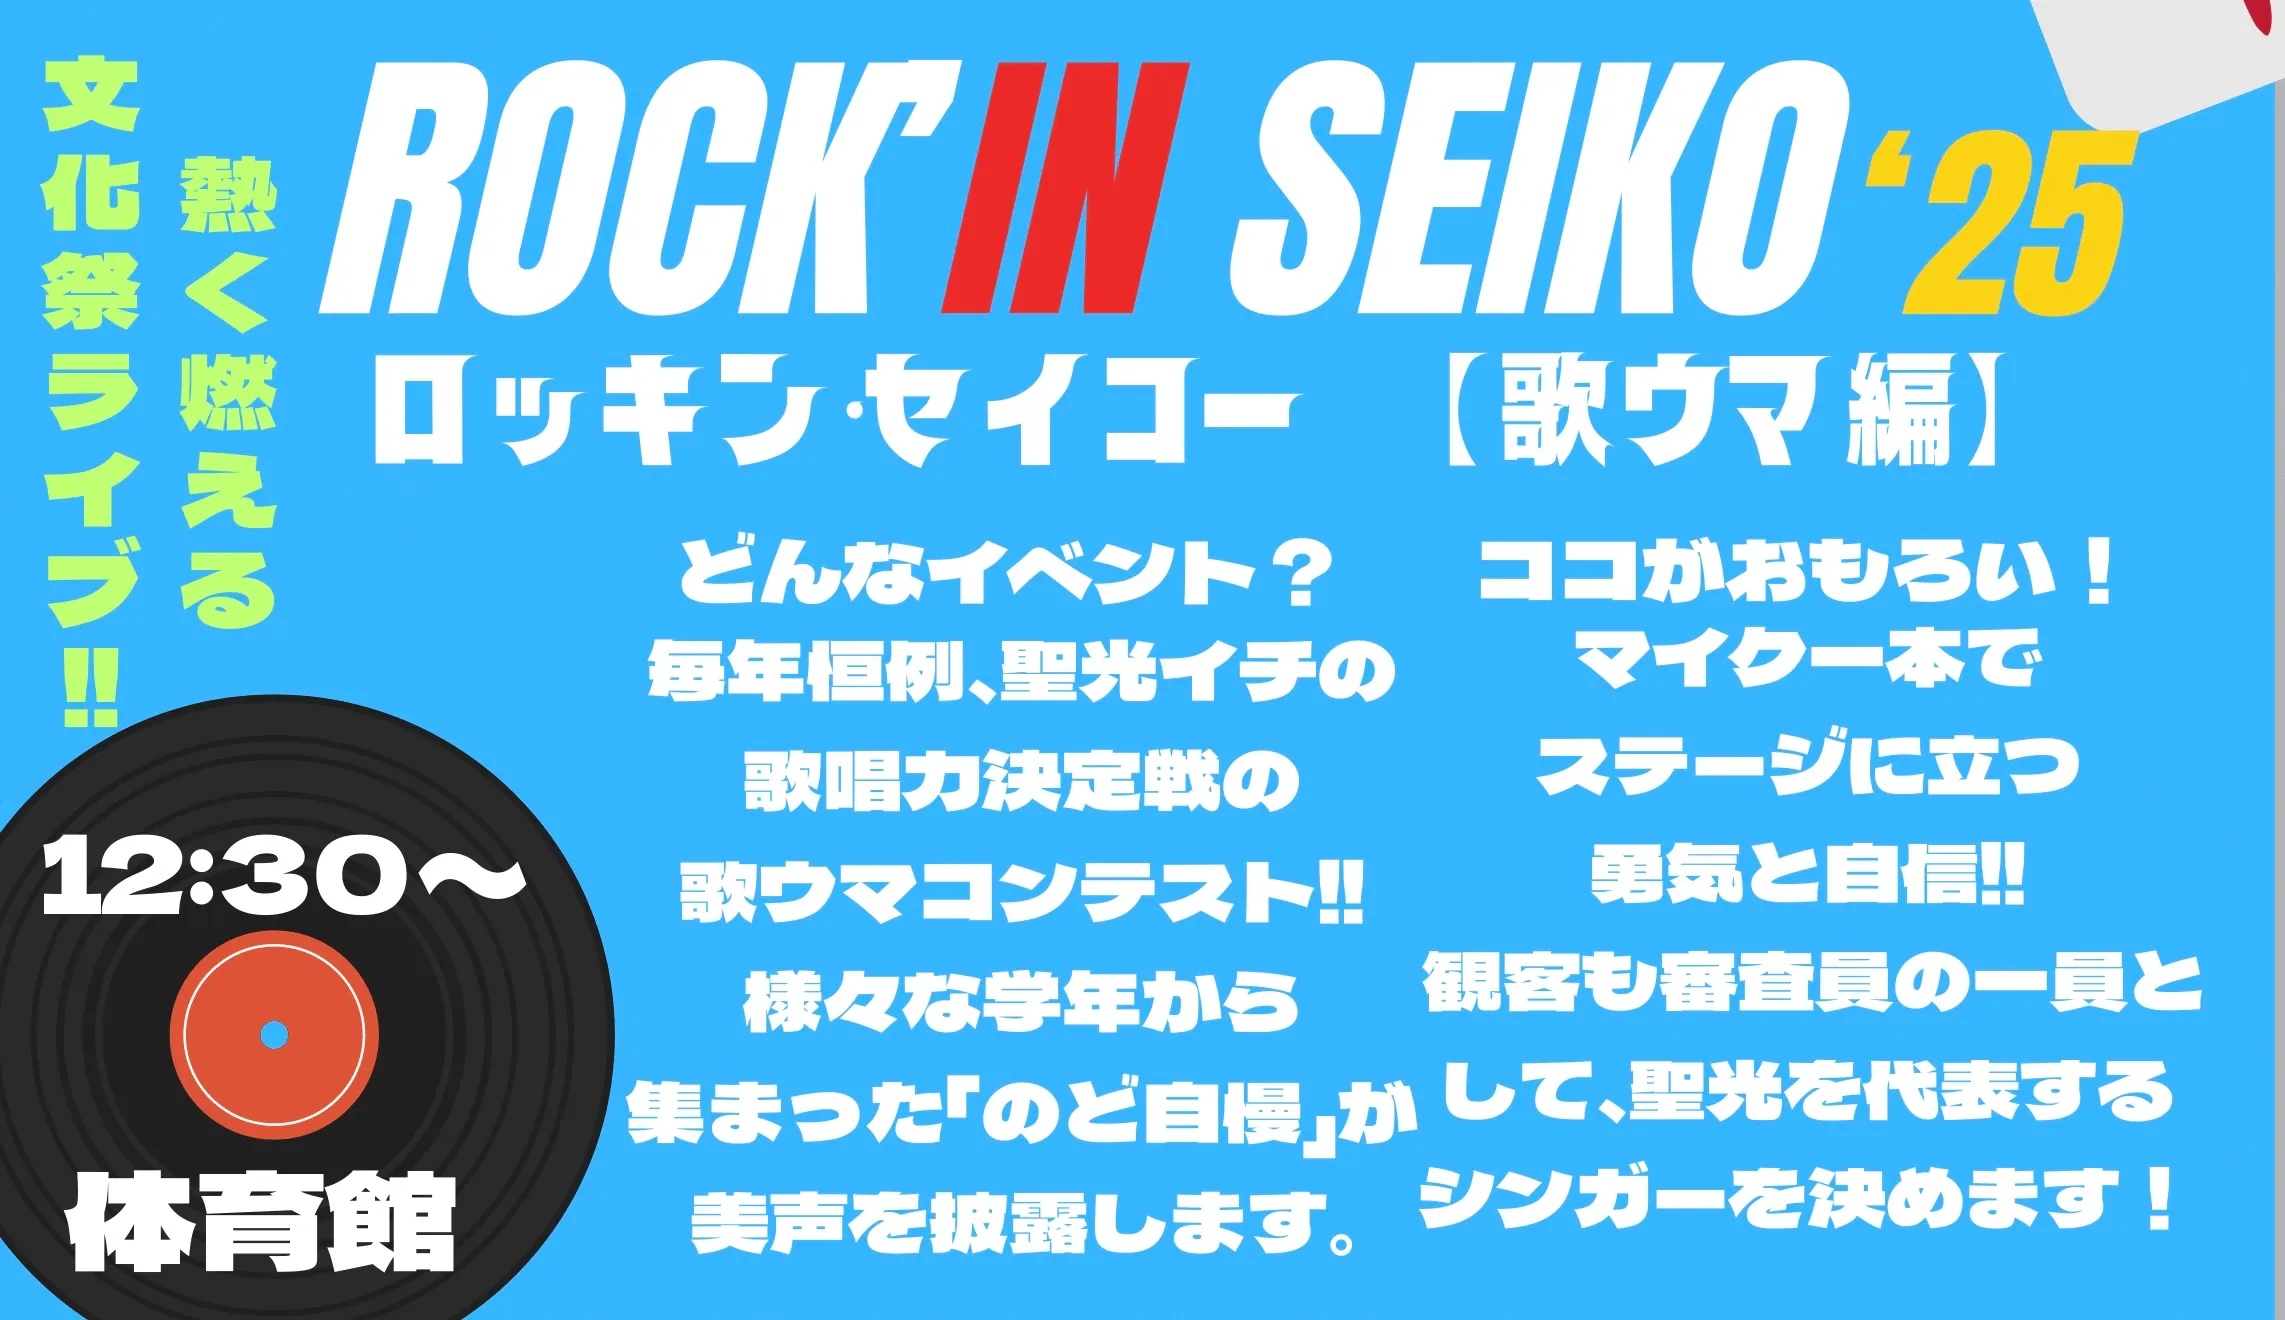 熱く燃える
文化祭ライブ!!
ROCK'IN SEIKO ‘25
ロッキン・セイコー 【歌ウマ編】
どんなイベント？
毎年恒例、聖光イチの
歌唱力決定戦の
歌ウマコンテスト!!
様々な学年から
集まった「のど自慢」が
美声を披露します。
ココがおもろい！
マイク一本で
ステージに立つ
勇気と自信!!
観客も審査員の一員と
して、聖光を代表する
シンガーを決めます！
12:30～
体育館